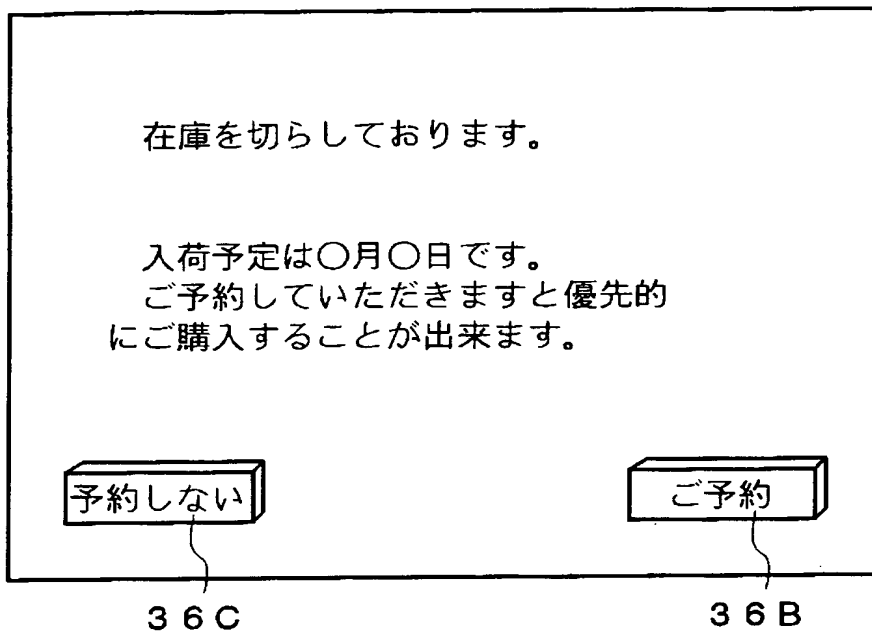 在庫を切らしております。
入荷予定は○月○日です。
ご予約していただきますと優先的
にご購入することが出来ます。
予約しない
ご予約
３６Ｃ
３６Ｂ